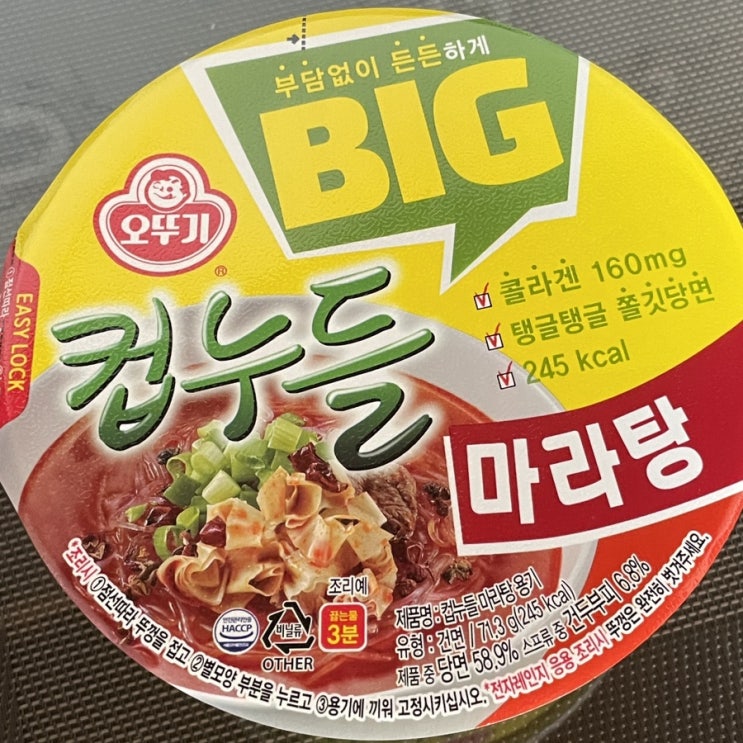 부담없이 든든하게
BIG
오뚜기
®
EASY LOCK
컵누들
콜라겐 160mg
탱글탱글 쫄깃당면
245 kcal
마라탕
조리예
HACCP
비닐류
OTHER
끓는물
3분
제품명 : 컵누들 마라탕.용기
유형 : 건면 / 71.3 g (245 kcal)
제품 중 당면 58.9% 스프류 중 건두부피 6.8%
*조리시 ①점선따라 뚜껑을 접고 ②별모양 부분을 누르고 ③용기에 끼워 고정시키십시오.
*전자레인지 응용 조리시 뚜껑은 완전히 벗겨주세요.